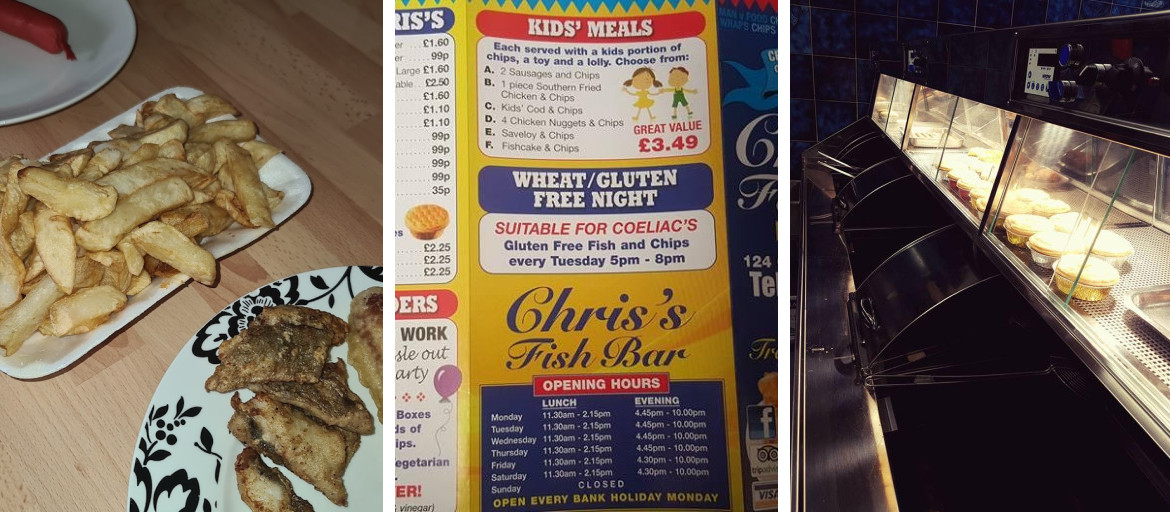 RIS'S
£1.60
99p
Large £1.60
£2.50
£1.60
£1.10
£1.10
99p
99p
99p
99p
35p
£2.25
£2.25
£2.25
DERS
WORK
sle out
arty
Boxes
ds of
ips.
egetarian
ER!
vinegar)
KIDS' MEALS
Each served with a kids portion of
chips, a toy and a lolly. Choose from:
A. 2 Sausages and Chips
B. 1 piece Southern Fried
Chicken & Chips
C. Kids' Cod & Chips
D. 4 Chicken Nuggets & Chips
E. Saveloy & Chips
F. Fishcake & Chips
GREAT VALUE
£3.49
WHEAT/GLUTEN
FREE NIGHT
SUITABLE FOR COELIAC'S
Gluten Free Fish and Chips
every Tuesday 5pm - 8pm
Chris's
Fish Bar
OPENING HOURS
LUNCH EVENING
Monday 11.30am - 2.15pm 4.45pm - 10.00pm
Tuesday 11.30am - 2.15pm 4.45pm - 10.00pm
Wednesday 11.30am - 2.15pm 4.45pm - 10.00pm
Thursday 11.30am - 2.15pm 4.45pm - 10.00pm
Friday 11.30am - 2.15pm 4.30pm - 10.00pm
Saturday 11.30am - 2.15pm 4.30pm - 10.00pm
Sunday CLOSED
OPEN EVERY BANK HOLIDAY MONDAY
124
Tel
VISA